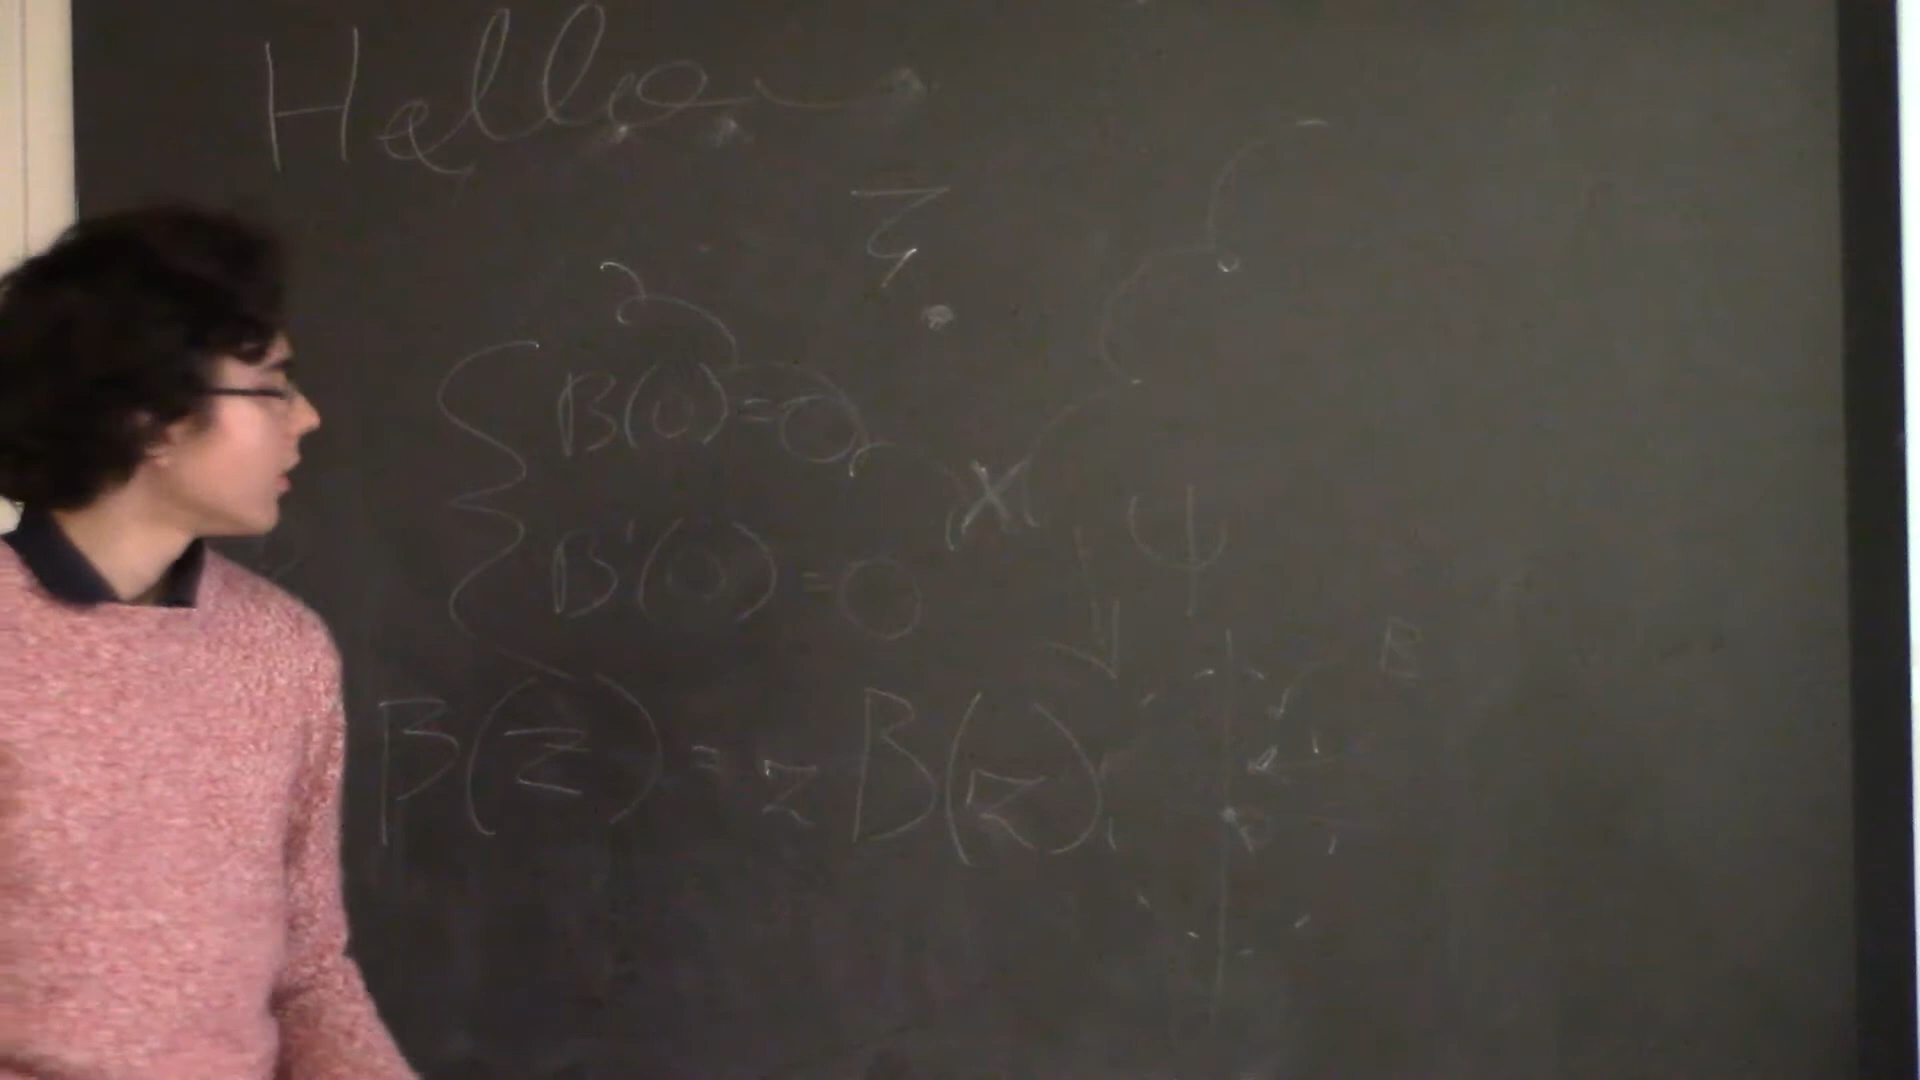 Hello
ζ
B(0)=0
X
ψ
B'(0)=0
B
B(z) = z B(z)